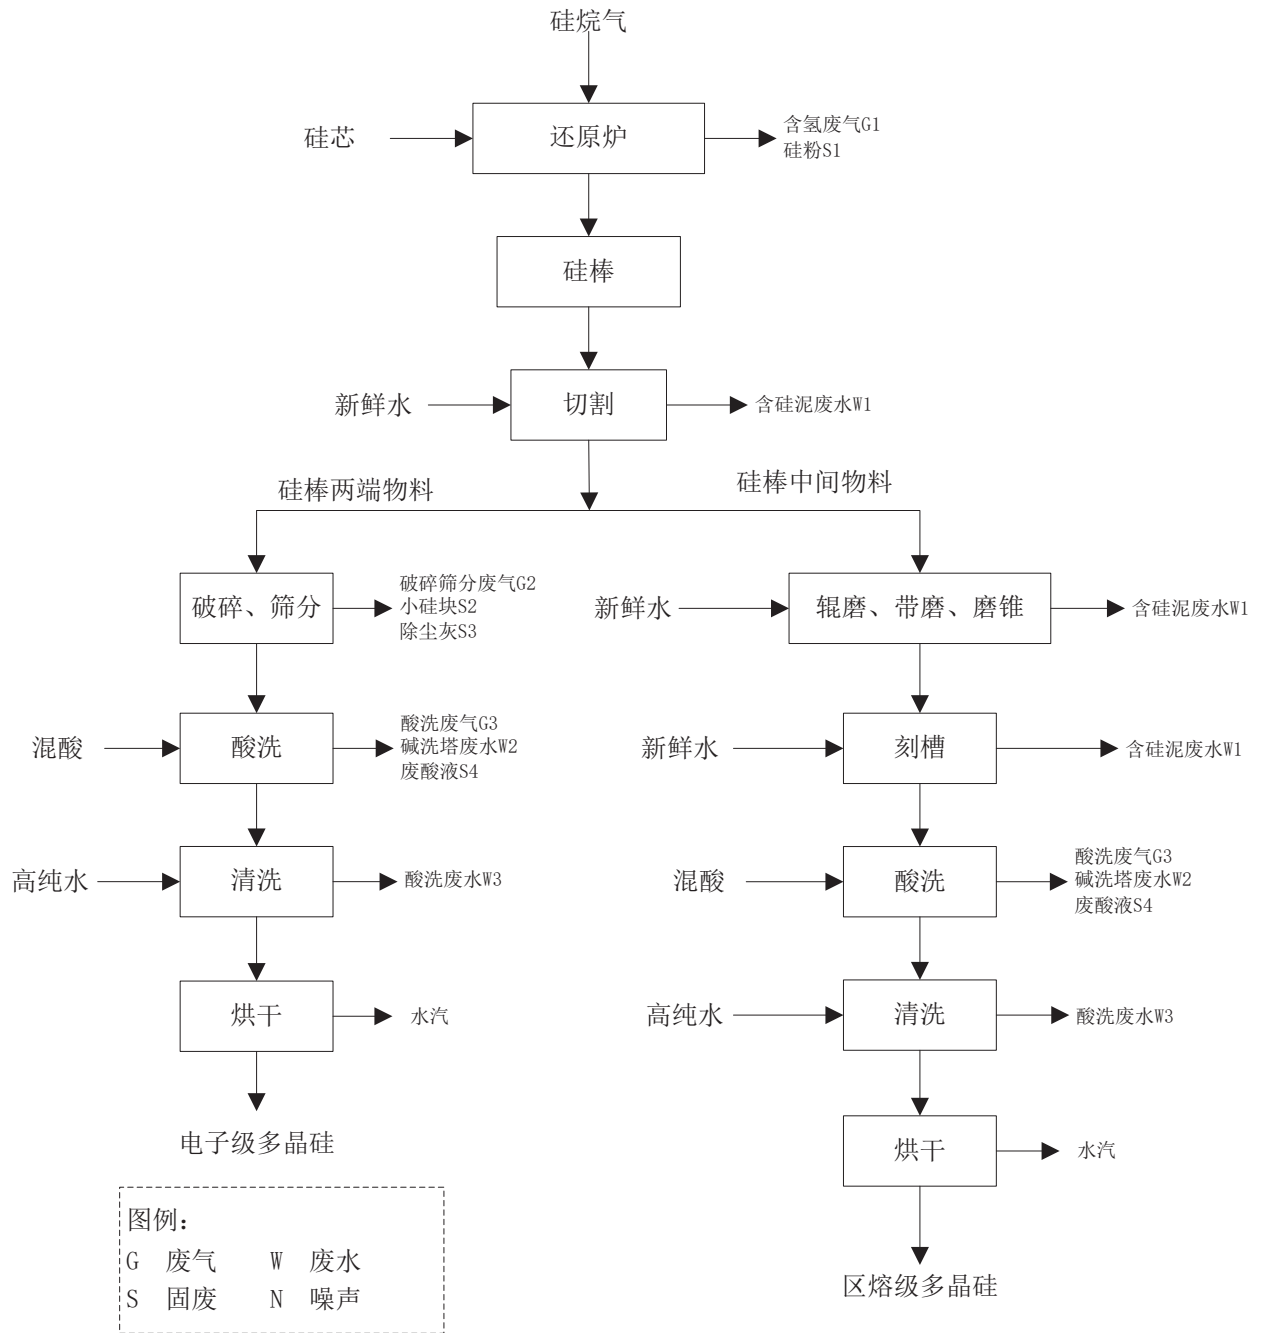 硅烷气
硅芯
还原炉
含氢废气G1
硅粉S1
硅棒
新鲜水
切割
含硅泥废水W1
硅棒两端物料
硅棒中间物料
破碎、筛分
破碎筛分废气G2
小硅块S2
除尘灰S3
新鲜水
辊磨、带磨、磨锥
含硅泥废水W1
混酸
酸洗
酸洗废气G3
碱洗塔废水W2
废酸液S4
新鲜水
刻槽
含硅泥废水W1
高纯水
清洗
酸洗废水W3
混酸
酸洗
酸洗废气G3
碱洗塔废水W2
废酸液S4
烘干
水汽
高纯水
清洗
酸洗废水W3
电子级多晶硅
烘干
水汽
区熔级多晶硅
图例：
G 废气 W 废水
S 固废 N 噪声